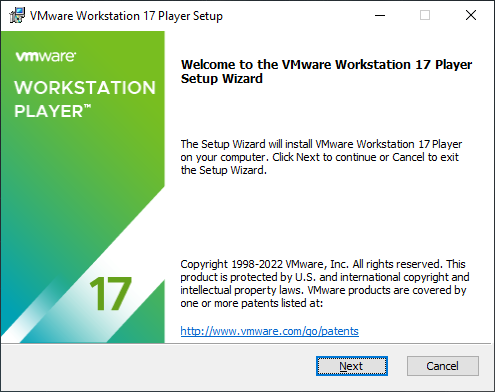 VMware Workstation 17 Player Setup
vmware®
WORKSTATION
PLAYER™
17
Welcome to the VMware Workstation 17 Player
Setup Wizard
The Setup Wizard will install VMware Workstation 17 Player
on your computer. Click Next to continue or Cancel to exit
the Setup Wizard.
Copyright 1998-2022 VMware, Inc. All rights reserved. This
product is protected by U.S. and international copyright and
intellectual property laws. VMware products are covered by
one or more patents listed at:
http://www.vmware.com/go/patents
Next
Cancel